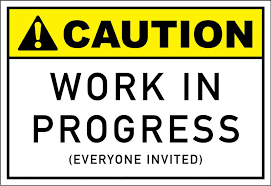 CAUTION
WORK IN
PROGRESS
(EVERYONE INVITED)